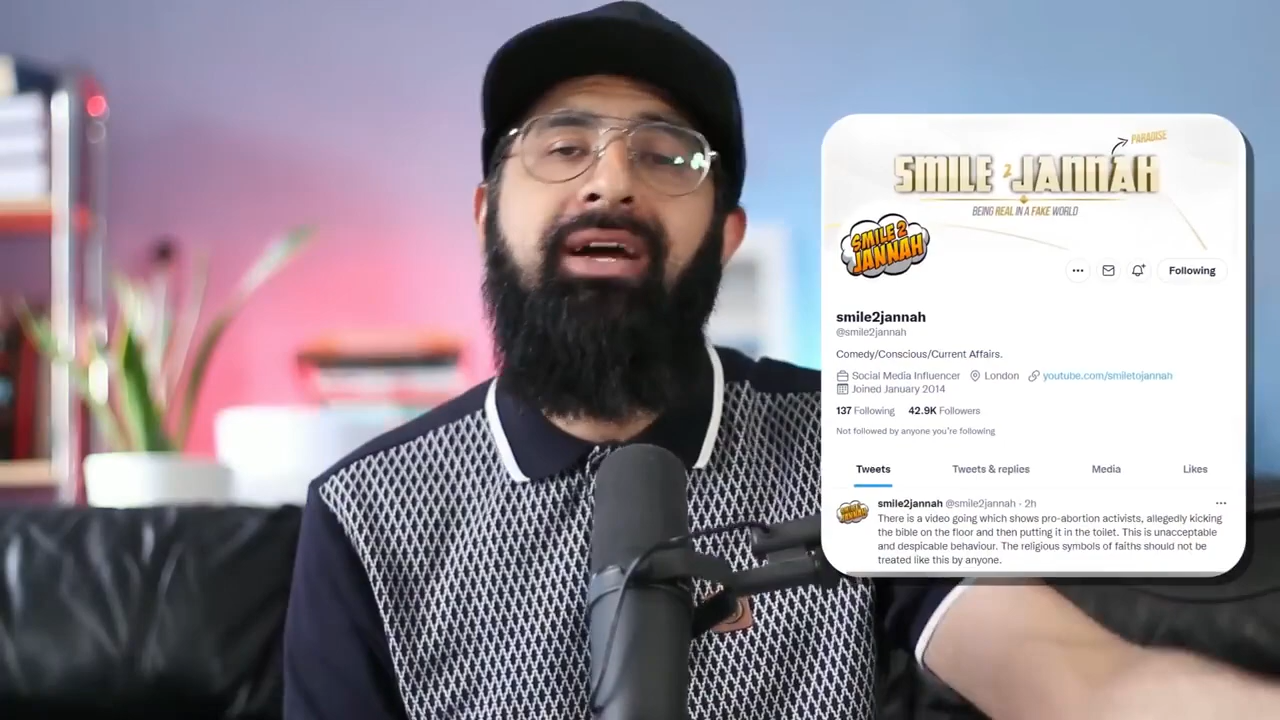 PARADISE
SMILE 2 JANNAH
BEING REAL IN A FAKE WORLD
SMILE 2
JANNAH
Following
smile2jannah
@smile2jannah
Comedy/Conscious/Current Affairs.
Social Media Influencer London youtube.com/smiletojannah
Joined January 2014
137 Following 42.9K Followers
Not followed by anyone you're following
Tweets Tweets & replies Media Likes
smile2jannah @smile2jannah · 2h
There is a video going which shows pro-abortion activists, allegedly kicking
the bible on the floor and then putting it in the toilet. This is unacceptable
and despicable behaviour. The religious symbols of faiths should not be
treated like this by anyone.